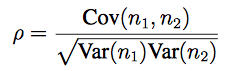 ρ = Cov(n₁, n₂) / √(Var(n₁)Var(n₂))